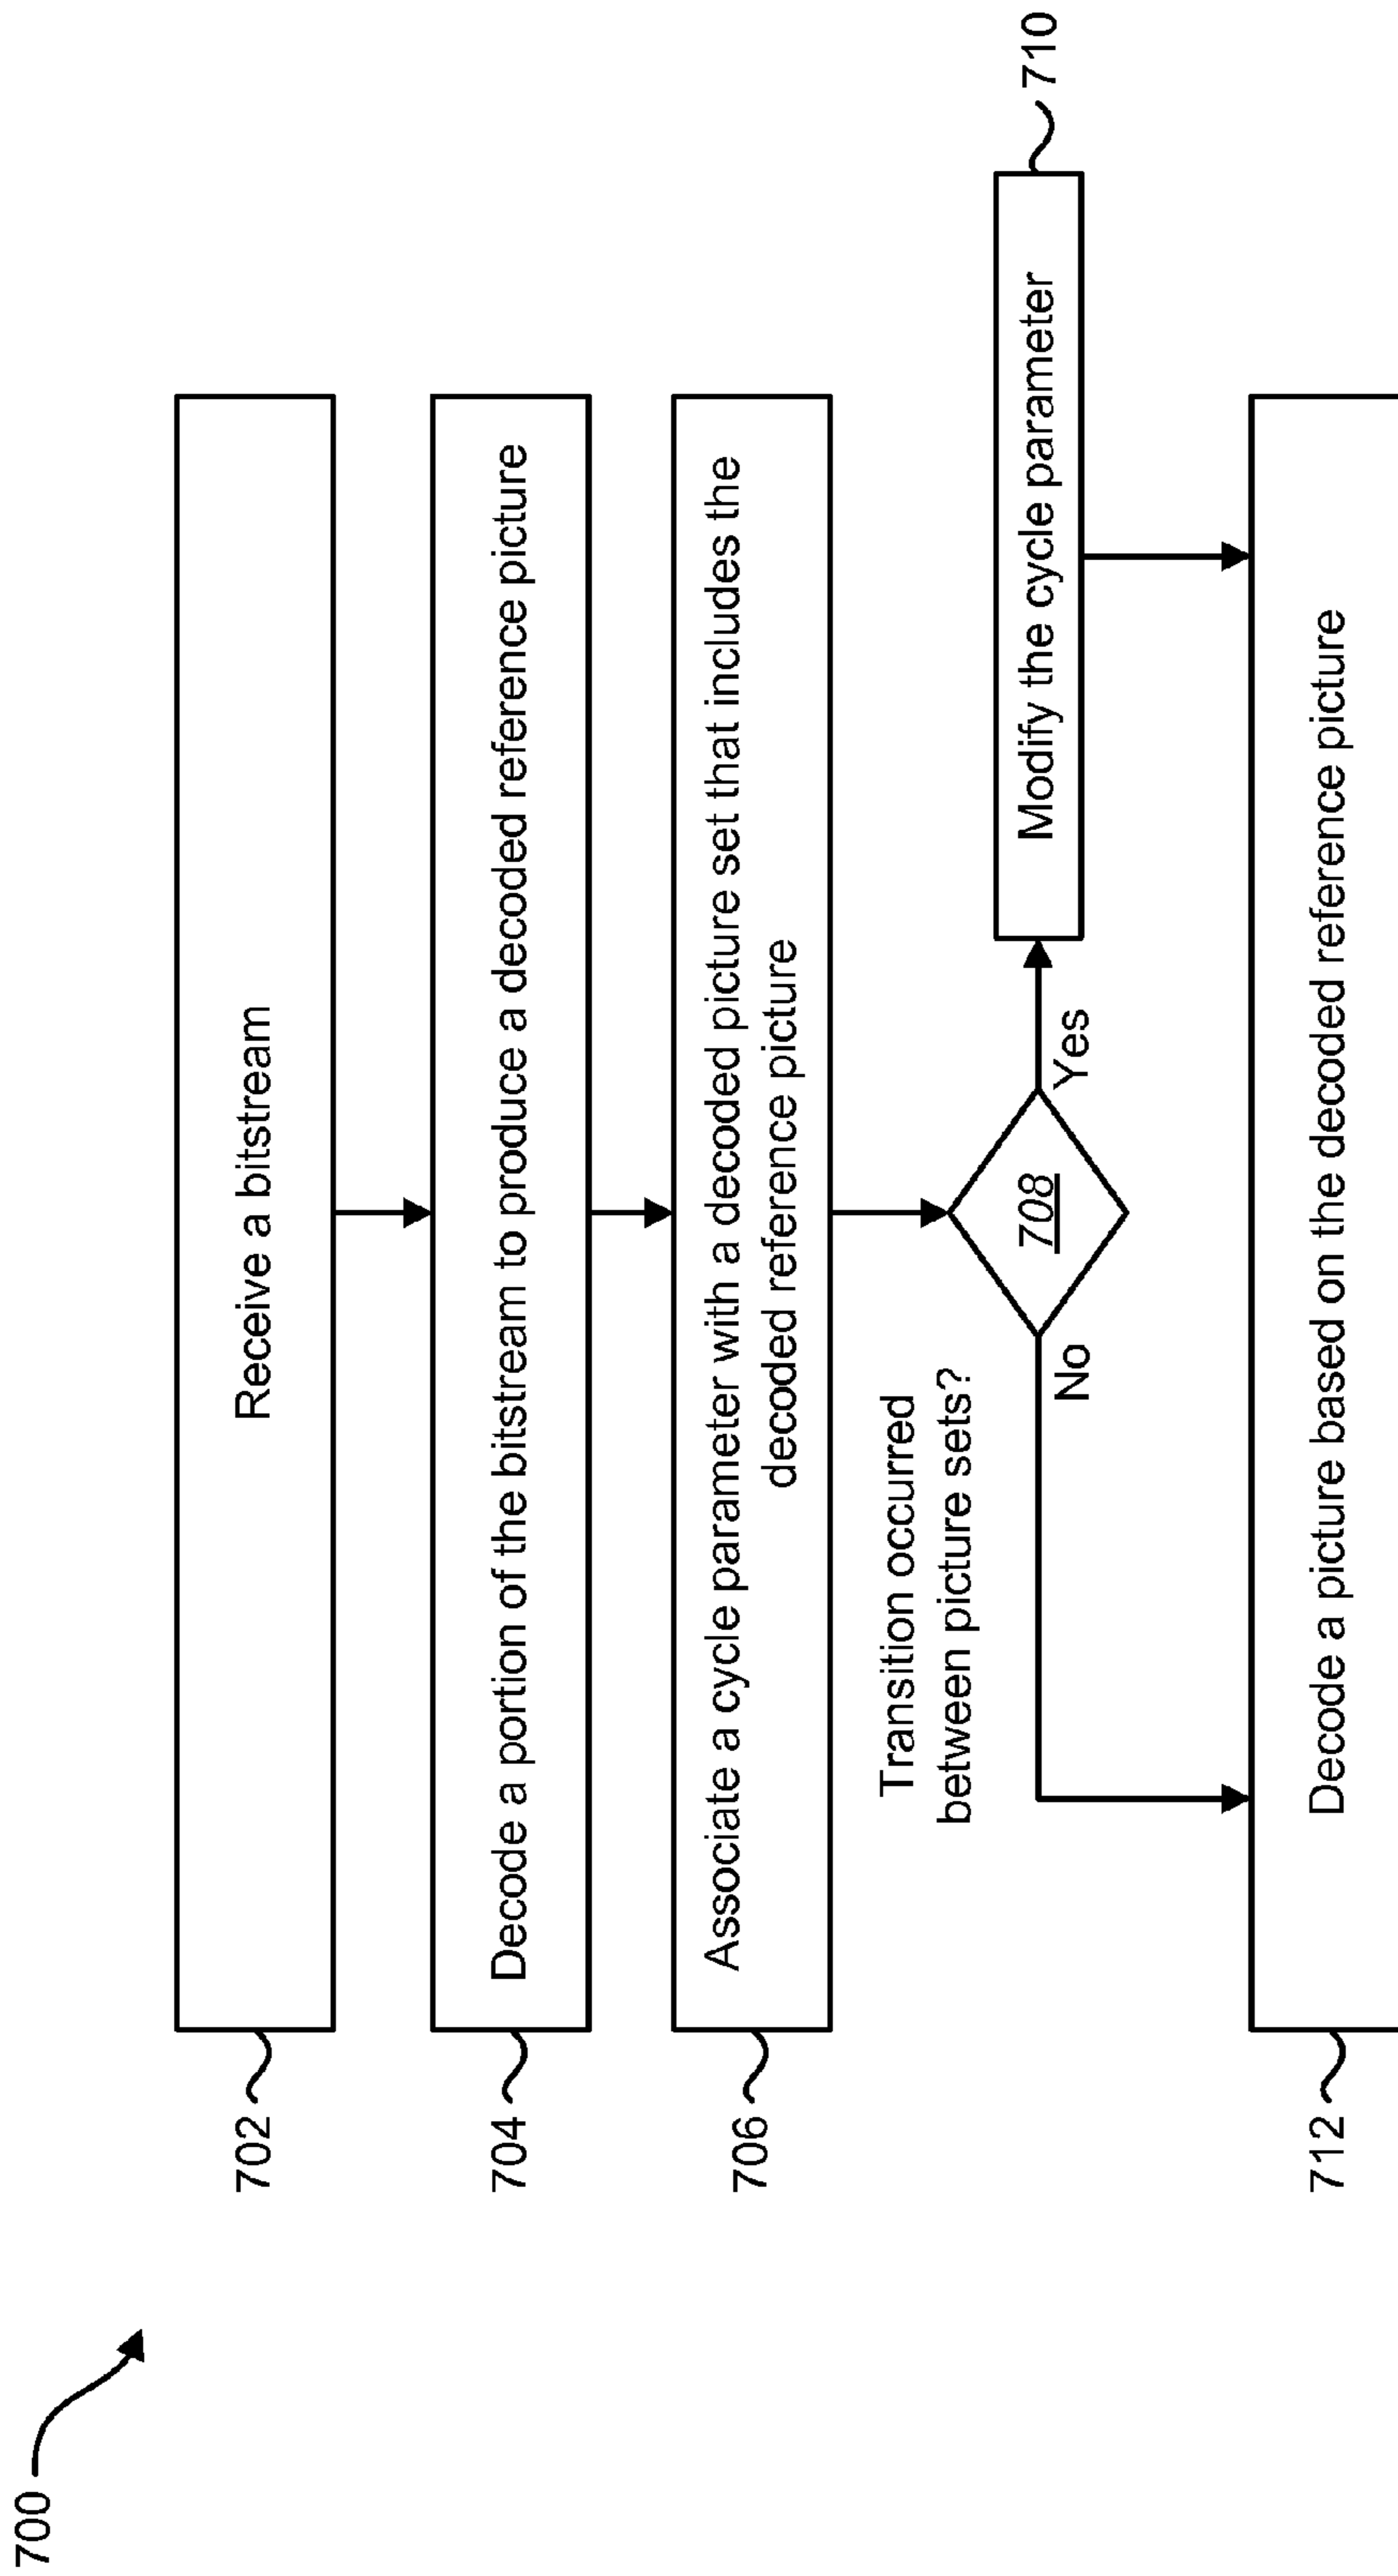 700
702
Receive a bitstream
704
Decode a portion of the bitstream to produce a decoded reference picture
706
Associate a cycle parameter with a decoded picture set that includes the
decoded reference picture
Transition occurred
between picture sets?
708
No
Yes
Modify the cycle parameter
710
712
Decode a picture based on the decoded reference picture